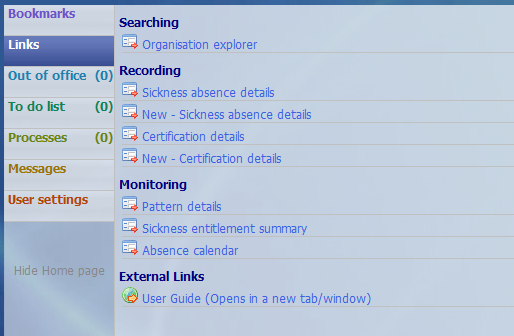 Bookmarks
Links
Out of office (0)
To do list (0)
Processes (0)
Messages
User settings
Hide Home page
Searching
Organisation explorer
Recording
Sickness absence details
New - Sickness absence details
Certification details
New - Certification details
Monitoring
Pattern details
Sickness entitlement summary
Absence calendar
External Links
User Guide (Opens in a new tab/window)